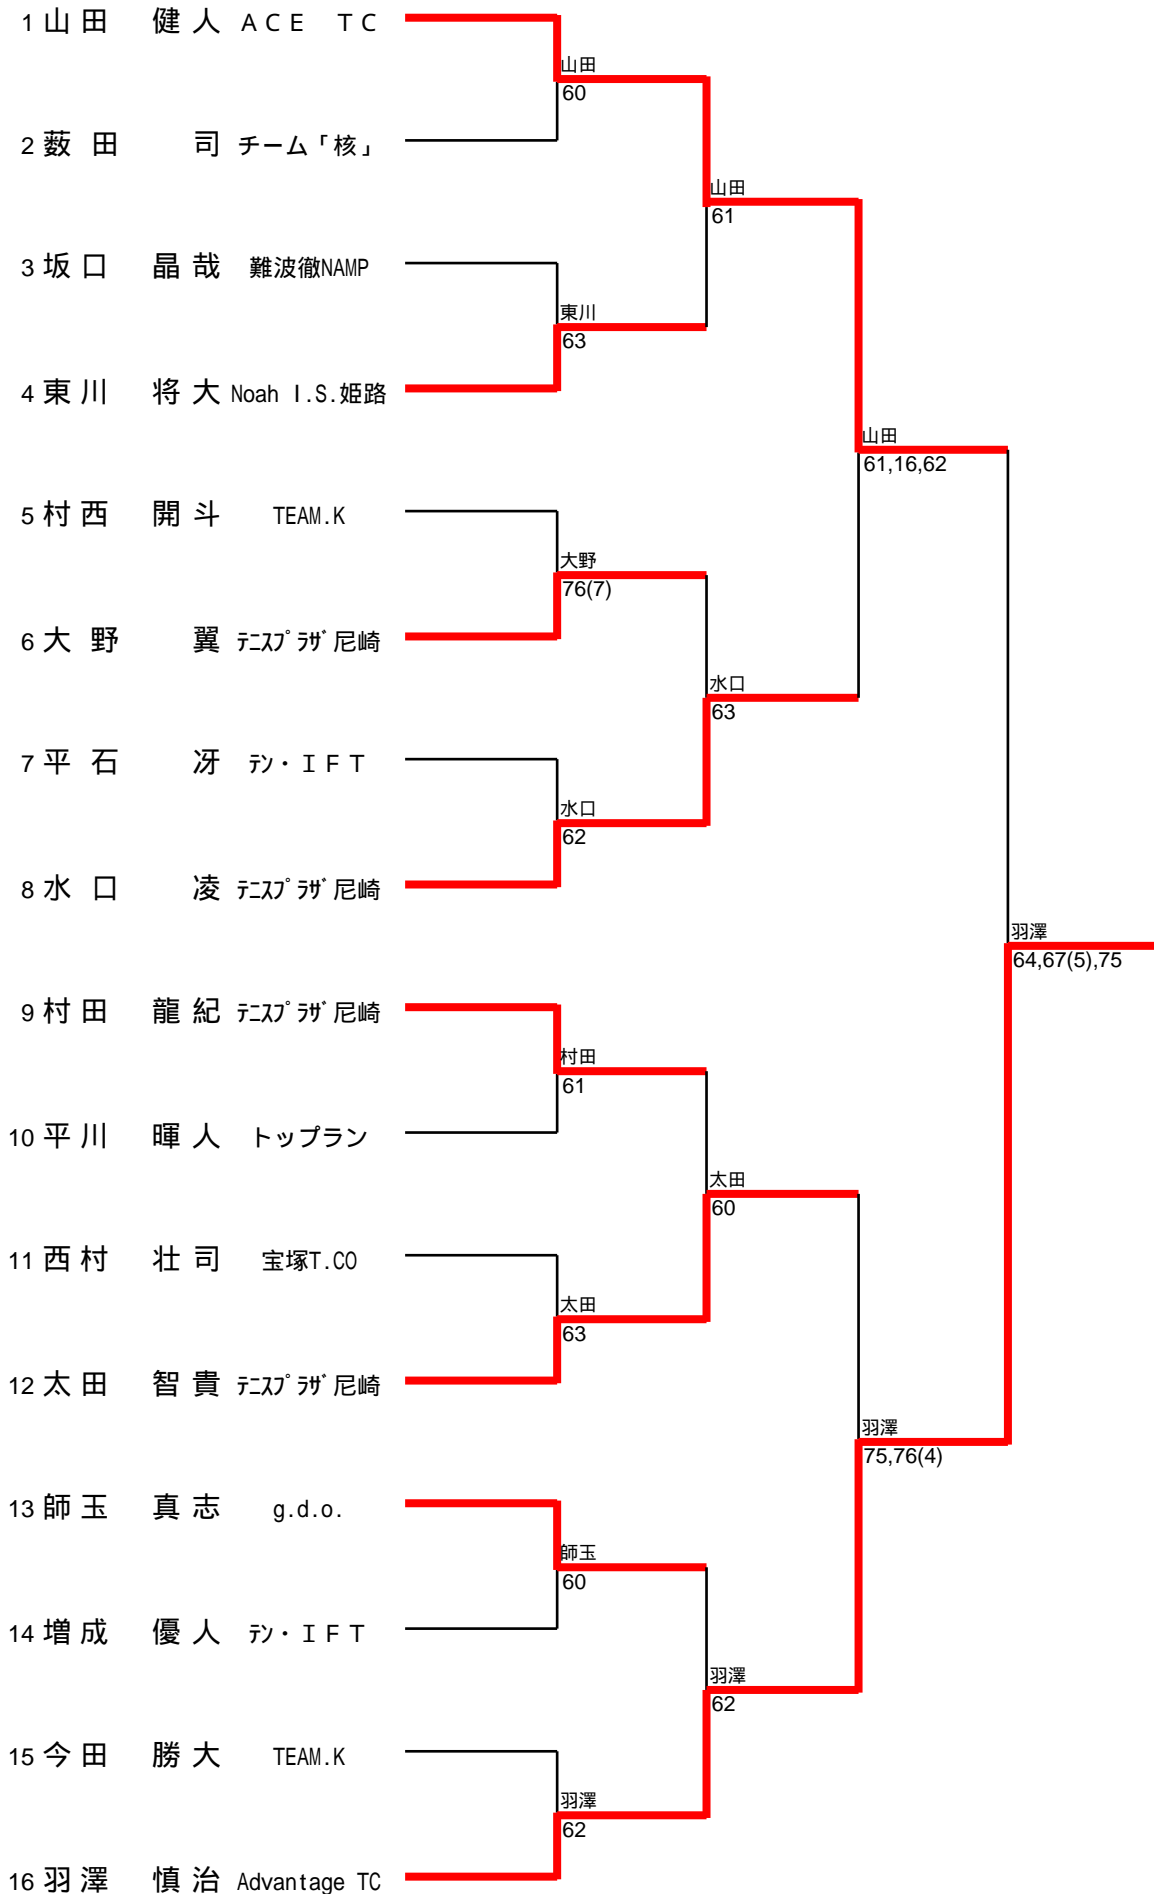 1 山田 健人 ACE TC
山田
60
2 薮田 司 チーム「核」
山田
61
3 坂口 晶哉 難波徹NAMP
東川
63
4 東川 将大 Noah I.S.姫路
山田
61,16,62
5 村西 開斗 TEAM.K
大野
76(7)
6 大野 翼 ﾃﾆｽﾌﾟﾗｻﾞ尼崎
水口
63
7 平石 冴 ﾃﾝ・IFT
水口
62
8 水口 凌 ﾃﾆｽﾌﾟﾗｻﾞ尼崎
羽澤
64,67(5),75
9 村田 龍紀 ﾃﾆｽﾌﾟﾗｻﾞ尼崎
村田
61
10 平川 暉人 トップラン
太田
60
11 西村 壮司 宝塚T.CO
太田
63
12 太田 智貴 ﾃﾆｽﾌﾟﾗｻﾞ尼崎
羽澤
75,76(4)
13 師玉 真志 g.d.o.
師玉
60
14 増成 優人 ﾃﾝ・IFT
羽澤
62
15 今田 勝大 TEAM.K
羽澤
62
16 羽澤 慎治 Advantage TC